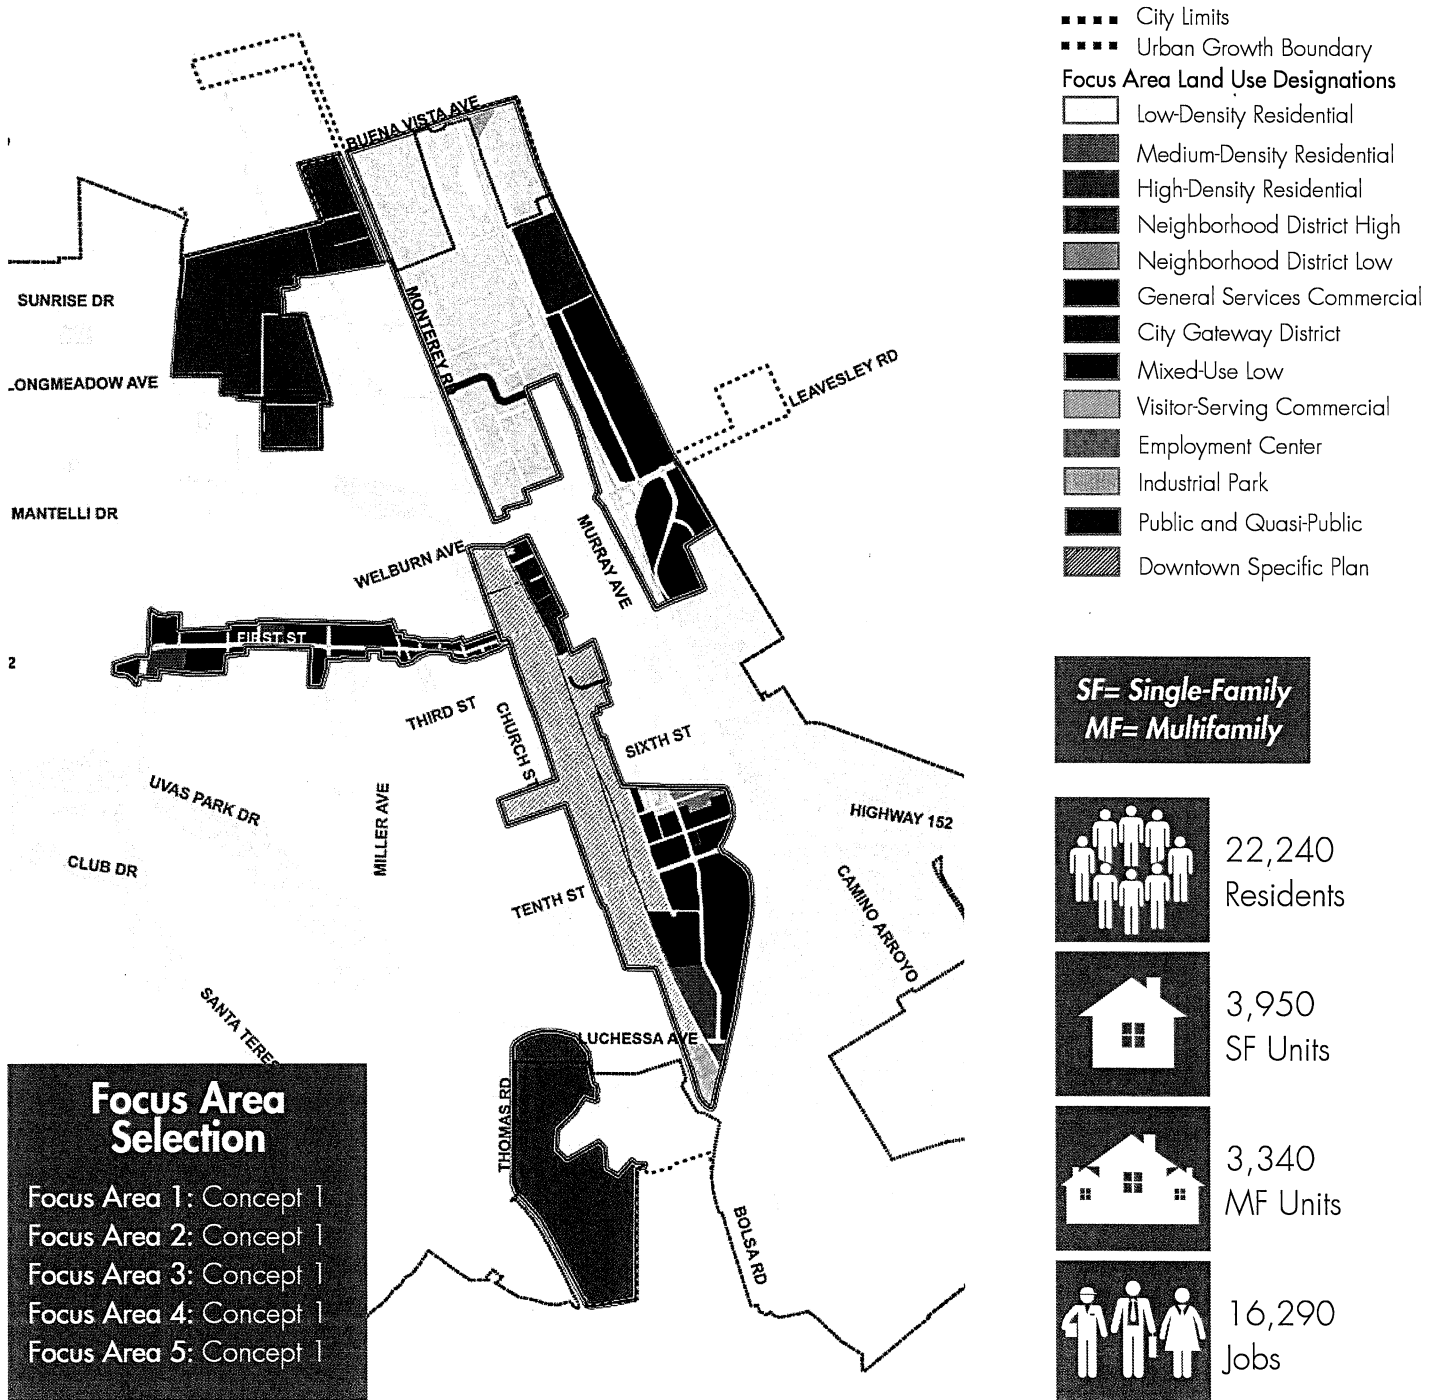 City Limits
Urban Growth Boundary
Focus Area Land Use Designations
Low-Density Residential
Medium-Density Residential
High-Density Residential
Neighborhood District High
Neighborhood District Low
General Services Commercial
City Gateway District
Mixed-Use Low
Visitor-Serving Commercial
Employment Center
Industrial Park
Public and Quasi-Public
Downtown Specific Plan
BUENA VISTA AVE
SUNRISE DR
MONTEREY R
LONGMEADOW AVE
LEAVESLEY RD
MANTELLI DR
MURRAY AVE
WELBURN AVE
FIRST ST
2
THIRD ST
CHURCH ST
SIXTH ST
UVAS PARK DR
MILLER AVE
HIGHWAY 152
CLUB DR
CAMINO ARROYO
TENTH ST
SANTA TERES
LUCHESSA AVE
THOMAS RD
BOLSA RD
SF= Single-Family
MF= Multifamily
22,240
Residents
3,950
SF Units
3,340
MF Units
16,290
Jobs
Focus Area
Selection
Focus Area 1: Concept 1
Focus Area 2: Concept 1
Focus Area 3: Concept 1
Focus Area 4: Concept 1
Focus Area 5: Concept 1